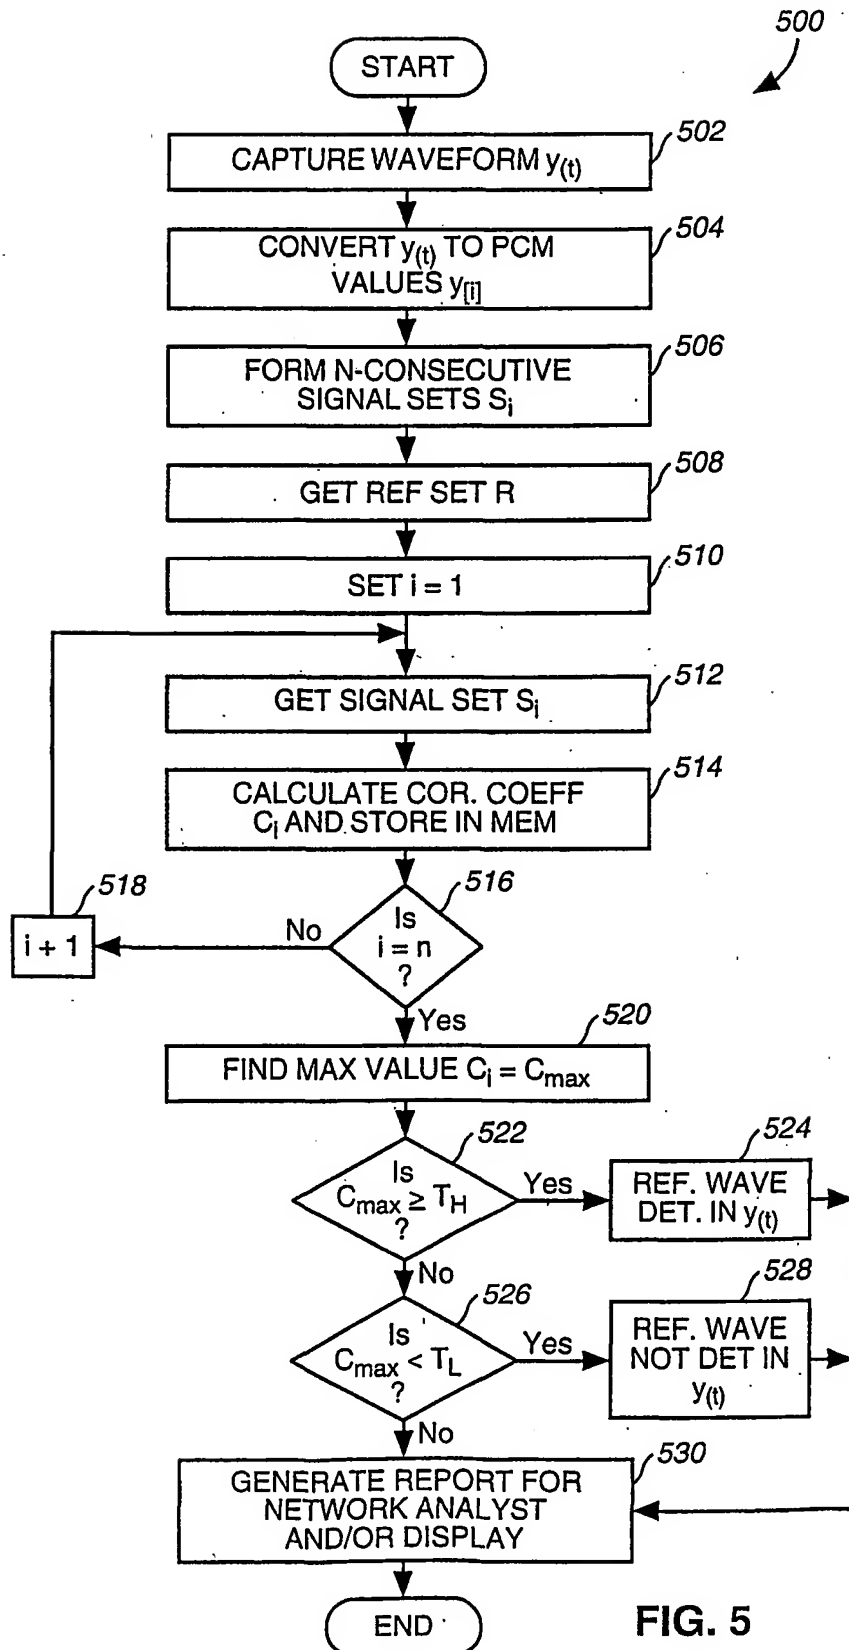 500
START
502
CAPTURE WAVEFORM y(t)
504
CONVERT y(t) TO PCM
VALUES y[i]
506
FORM N-CONSECUTIVE
SIGNAL SETS Si
508
GET REF SET R
510
SET i = 1
512
GET SIGNAL SET Si
514
CALCULATE COR. COEFF
Ci AND STORE IN MEM
516
Is
i = n
?
No
518
i + 1
Yes
520
FIND MAX VALUE Ci = Cmax
522
Is
Cmax ≥ TH
?
Yes
524
REF. WAVE
DET. IN y(t)
No
526
Is
Cmax < TL
?
Yes
528
REF. WAVE
NOT DET IN
y(t)
No
530
GENERATE REPORT FOR
NETWORK ANALYST
AND/OR DISPLAY
END
FIG. 5